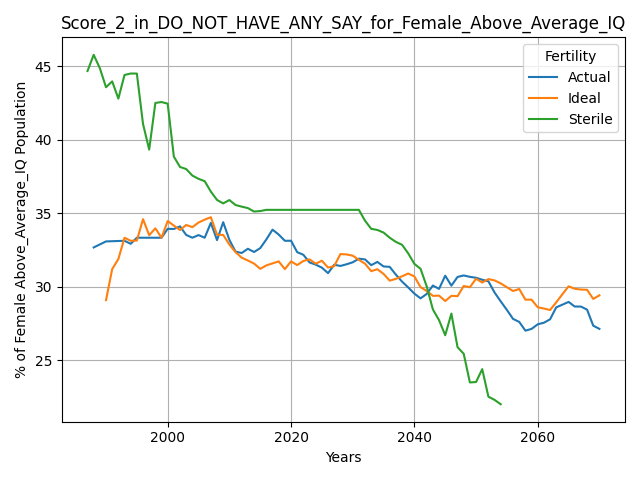 Score_2_in_DO_NOT_HAVE_ANY_SAY_for_Female_Above_Average_IQ
Fertility
Actual
Ideal
Sterile
% of Female Above_Average_IQ Population
45
40
35
30
25
2000
2020
2040
2060
Years